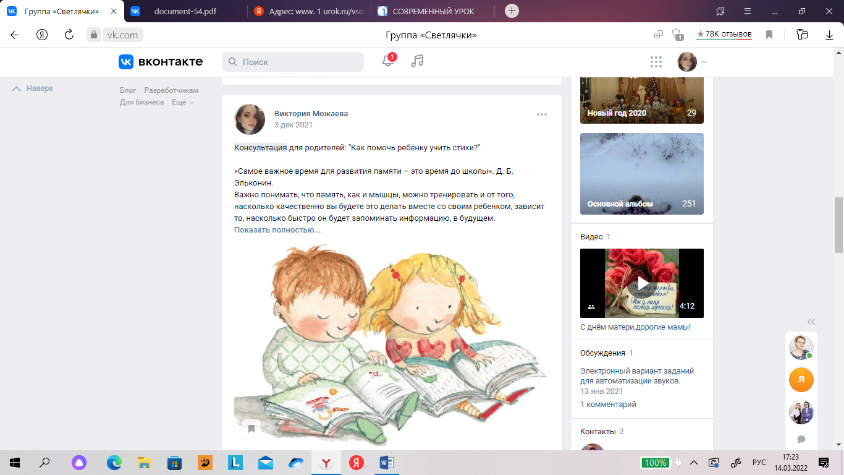 Группа «Светлячки»
document-54.pdf
Адрес: www. 1 urok.ru/vso
СОВРЕМЕННЫЙ УРОК
vk.com
Группа «Светлячки»
78K отзывов
вконтакте
Поиск
1
Наверх
Блог Разработчикам
Для бизнеса Ещё
Виктория Можаева
3 дек 2021
Консультация для родителей: "Как помочь ребёнку учить стихи?"
«Самое важное время для развития памяти – это время до школы». Д. Б.
Эльконин.
Важно понимать, что память, как и мышцы, можно тренировать и от того,
насколько качественно вы будете это делать вместе со своим ребенком, зависит
то, насколько быстро он будет запоминать информацию, в будущем.
Показать полностью...
Новый год 2020 29
Основной альбом 251
Видео 1
4:12
С днём матери,дорогие мамы!
Обсуждения 1
Электронный вариант заданий
для автоматизации звуков.
13 янв 2021
1 комментарий
Контакты 2
Л
100%
РУС
17:23
14.03.2022